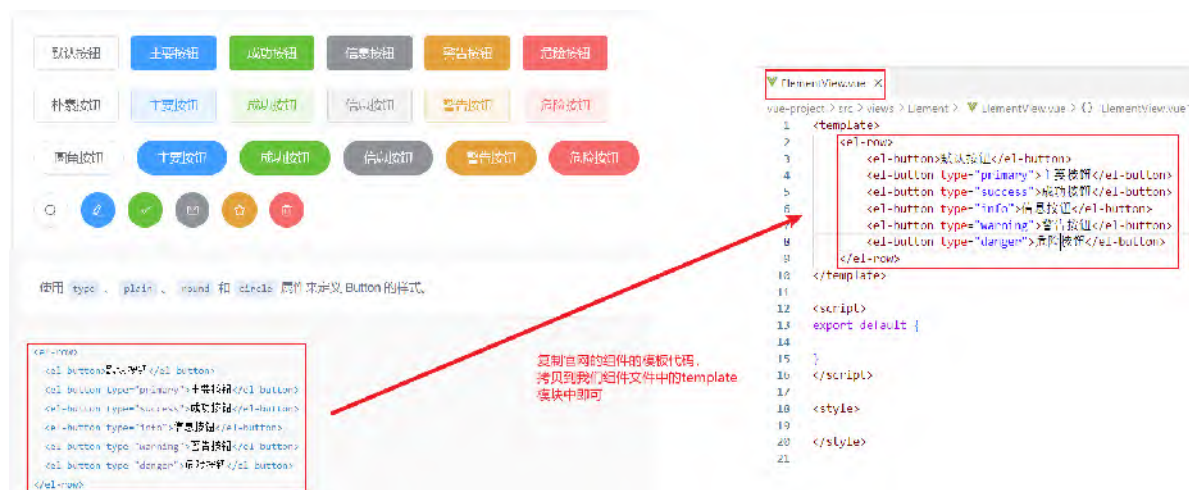 默认按钮 主要按钮 成功按钮 信息按钮 警告按钮 危险按钮
朴素按钮 主要按钮 成功按钮 信息按钮 警告按钮 危险按钮
圆角按钮 主要按钮 成功按钮 信息按钮 警告按钮 危险按钮
使用 type 、 plain 、 round 和 circle 属性来定义 Button 的样式。
<el-row>
<el-button>默认按钮</el-button>
<el-button type="primary">主要按钮</el-button>
<el-button type="success">成功按钮</el-button>
<el-button type="info">信息按钮</el-button>
<el-button type="warning">警告按钮</el-button>
<el-button type="danger">危险按钮</el-button>
</el-row>
复制官网的组件的模板代码,
拷贝到我们组件文件中的template
模块中即可
ElementView.vue ×
vue-project > src > views > Element > ElementView.vue > {} "ElementView.vue"
1 <template>
2 <el-row>
3 <el-button>默认按钮</el-button>
4 <el-button type="primary">主要按钮</el-button>
5 <el-button type="success">成功按钮</el-button>
6 <el-button type="info">信息按钮</el-button>
7 <el-button type="warning">警告按钮</el-button>
8 <el-button type="danger">危险按钮</el-button>
9 </el-row>
10 </template>
11
12 <script>
13 export default {
14
15 }
16 </script>
17
18 <style>
19
20 </style>
21